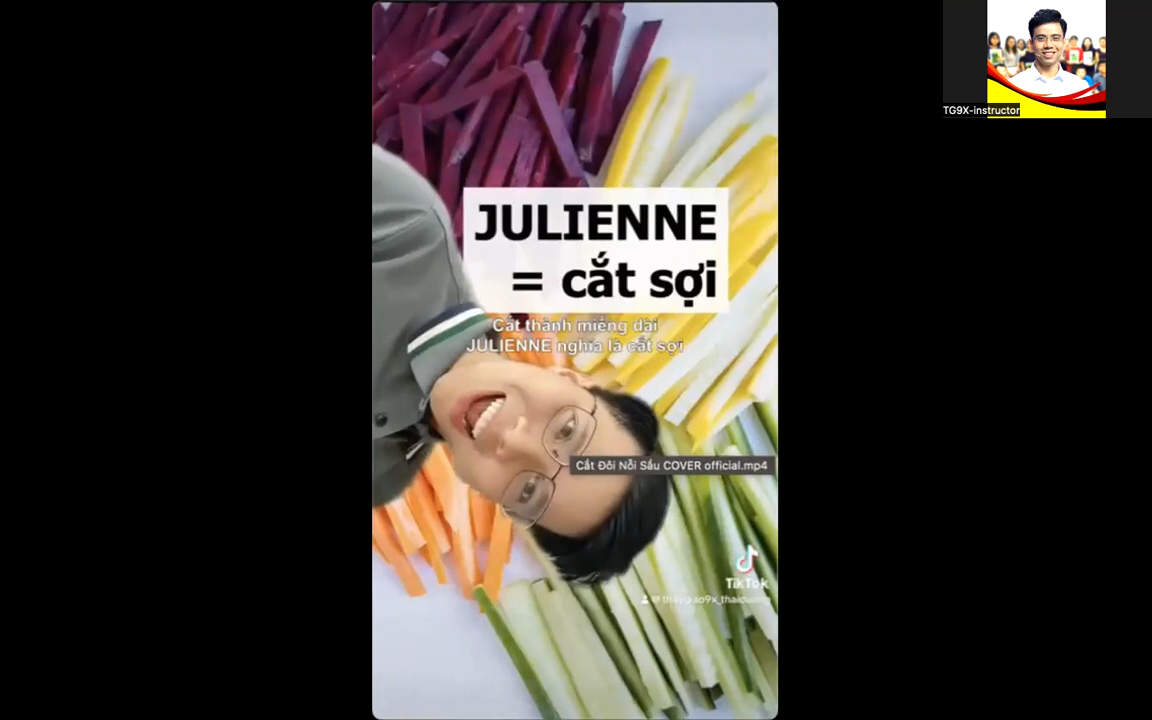 TG9X-instructor
JULIENNE
= cắt sợi
Cắt thành miếng dài
JULIENNE nghĩa là cắt sợi
Cắt Đôi Nỗi Sầu COVER official.mp4
TikTok